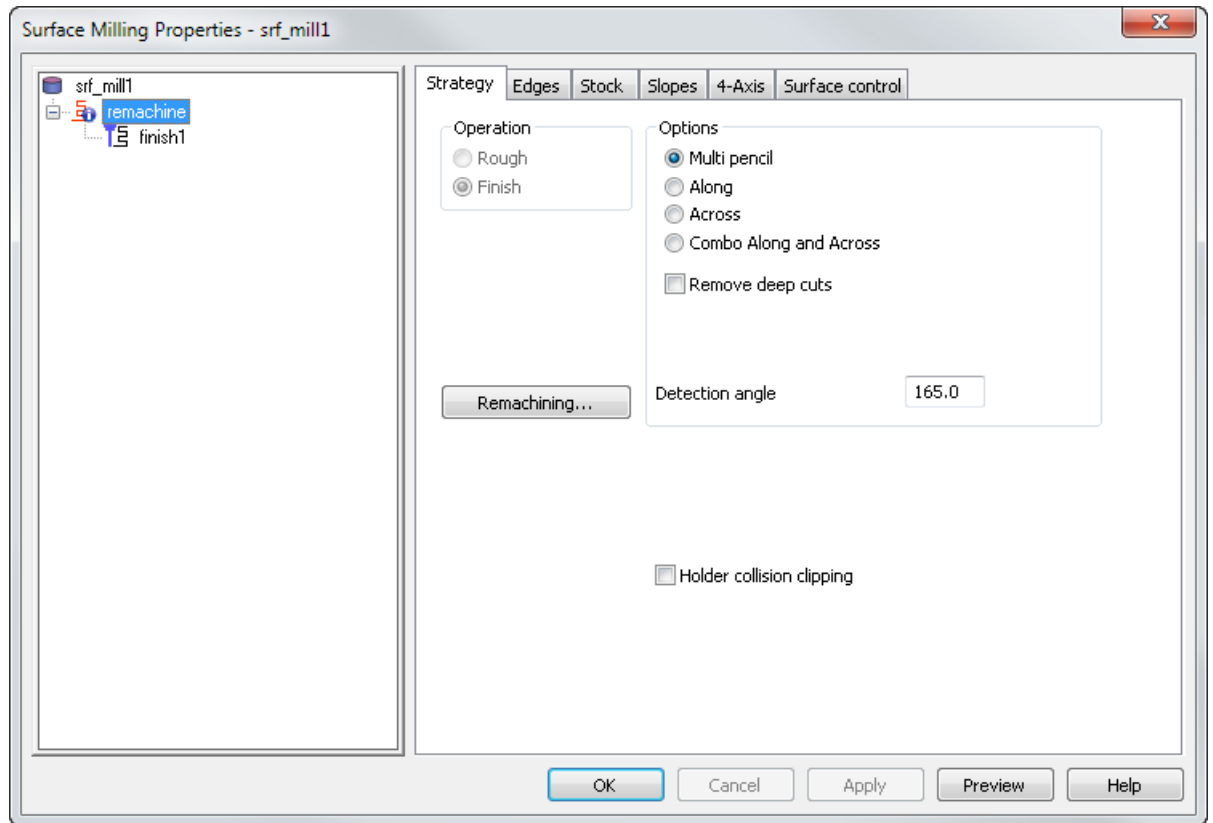 Surface Milling Properties - srf_mill1
srf_mill1
remachine
finish1
Strategy Edges Stock Slopes 4-Axis Surface control
Operation
Rough
Finish
Options
Multi pencil
Along
Across
Combo Along and Across
Remove deep cuts
Remachining...
Detection angle 165.0
Holder collision clipping
OK Cancel Apply Preview Help